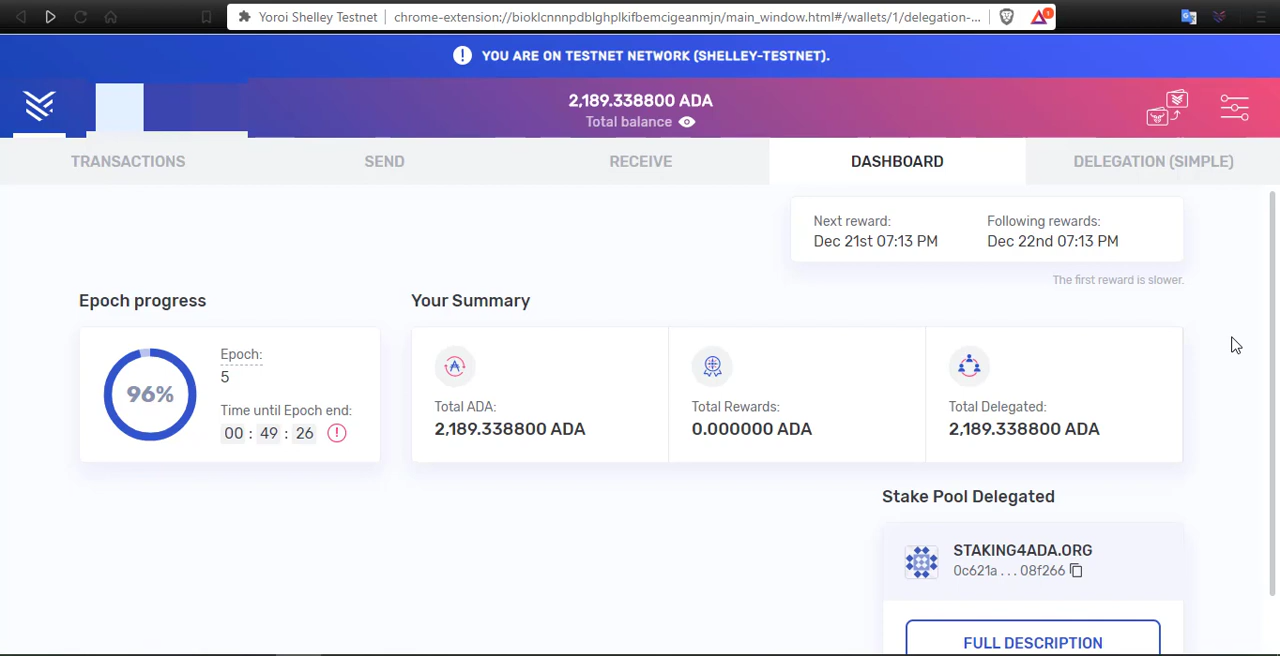 Yoroi Shelley Testnet chrome-extension://bioklcnnnpdblghplkifbemcigeanmjn/main_window.html#/wallets/1/delegation-... 1
! YOU ARE ON TESTNET NETWORK (SHELLEY-TESTNET).
2,189.338800 ADA
Total balance
TRANSACTIONS SEND RECEIVE DASHBOARD DELEGATION (SIMPLE)
Next reward: Following rewards:
Dec 21st 07:13 PM Dec 22nd 07:13 PM
The first reward is slower.
Epoch progress Your Summary
96%
Epoch:
5
Time until Epoch end:
00 : 49 : 26 !
Total ADA:
2,189.338800 ADA
Total Rewards:
0.000000 ADA
Total Delegated:
2,189.338800 ADA
Stake Pool Delegated
STAKING4ADA.ORG
0c621a . . . 08f266
FULL DESCRIPTION